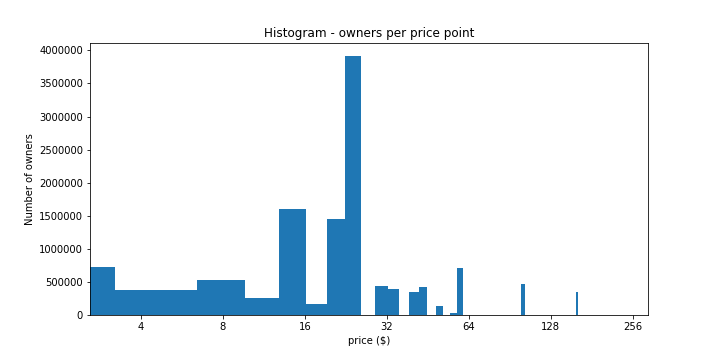 Histogram - owners per price point
4000000
3500000
3000000
2500000
2000000
1500000
1000000
500000
0
Number of owners
4 8 16 32 64 128 256
price ($)